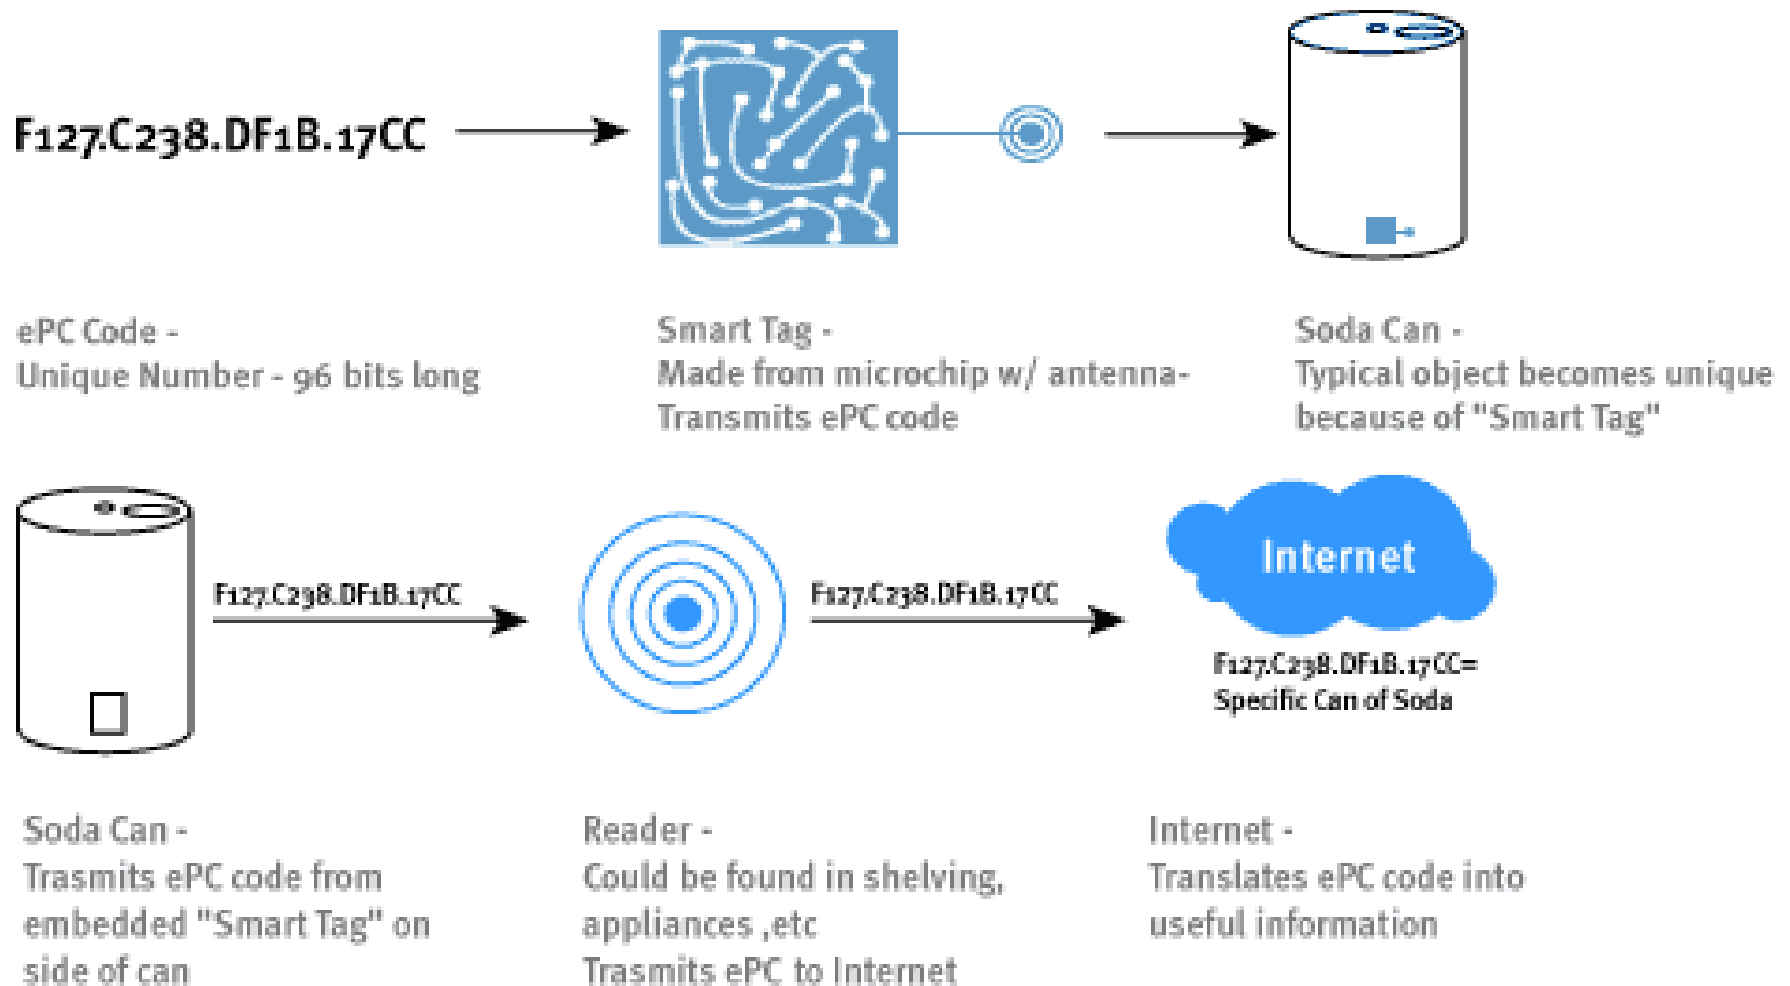 F127.C238.DF1B.17CC
ePC Code -
Unique Number - 96 bits long
Smart Tag -
Made from microchip w/ antenna-
Transmits ePC code
Soda Can -
Typical object becomes unique
because of "Smart Tag"
F127.C238.DF1B.17CC
F127.C238.DF1B.17CC
Internet
F127.C238.DF1B.17CC=
Specific Can of Soda
Soda Can -
Trasmits ePC code from
embedded "Smart Tag" on
side of can
Reader -
Could be found in shelving,
appliances ,etc
Trasmits ePC to Internet
Internet -
Translates ePC code into
useful information